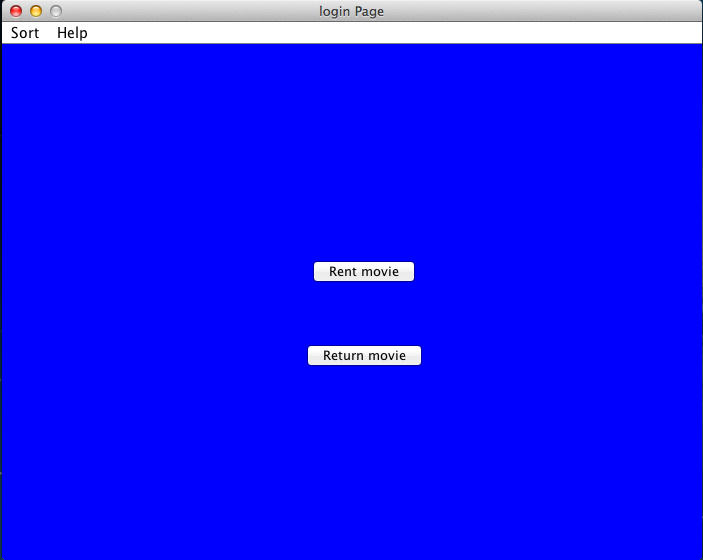 login Page
Sort Help
Rent movie
Return movie